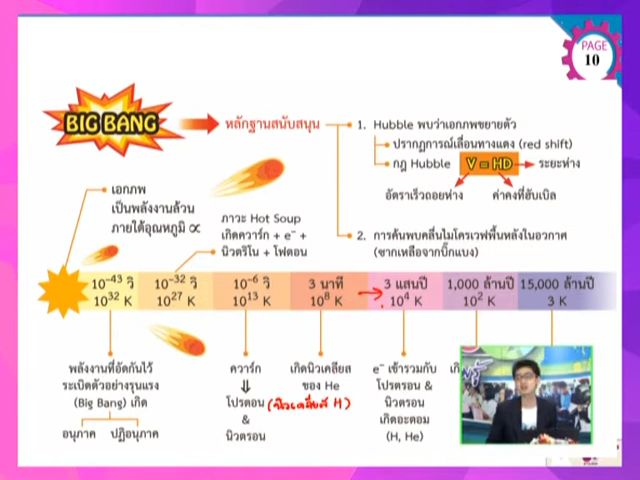 PAGE
10
BIG BANG
หลักฐานสนับสนุน
1. Hubble พบว่าเอกภพขยายตัว
ปรากฏการณ์เลื่อนทางแดง (red shift)
กฎ Hubble V = HD ระยะห่าง
อัตราเร็วถอยห่าง ค่าคงที่ฮับเบิล
2. การค้นพบคลื่นไมโครเวฟพื้นหลังในอวกาศ
(ซากเหลือจากบิ๊กแบง)
เอกภพ
เป็นพลังงานล้วน
ภายใต้อุณหภูมิ ∝
ภาวะ Hot Soup
เกิดควาร์ก + e⁻ +
นิวตริโน + โฟตอน
10⁻⁴³ วิ 10⁻³² วิ 10⁻⁶ วิ 3 นาที 3 แสนปี 1,000 ล้านปี 15,000 ล้านปี
10³² K 10²⁷ K 10¹³ K 10⁸ K 10⁴ K 10² K 3 K
พลังงานที่อัดกันไว้
ระเบิดตัวอย่างรุนแรง
(Big Bang) เกิด
อนุภาค ปฏิอนุภาค
ควาร์ก
⇓
โปรตอน (นิวเคลียส์ H)
&
นิวตรอน
เกิดนิวเคลียส
ของ He
e⁻ เข้ารวมกับ
โปรตรอน &
นิวตรอน
เกิดอะตอม
(H, He)